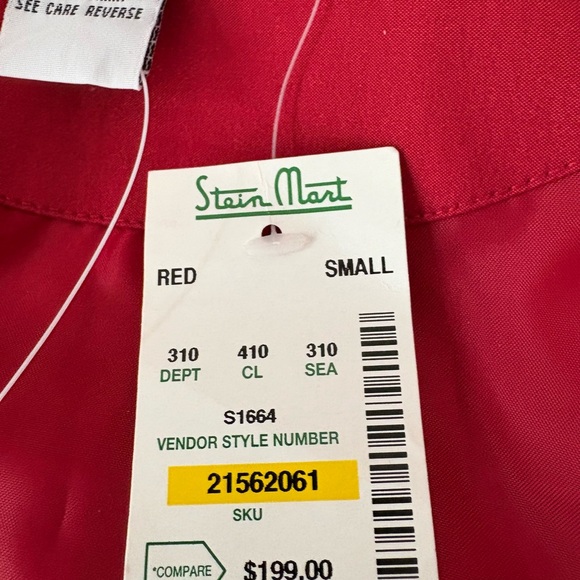 SEE CARE REVERSE
Stein Mart
RED SMALL
310 410 310
DEPT CL SEA
S1664
VENDOR STYLE NUMBER
21562061
SKU
*COMPARE $199.00